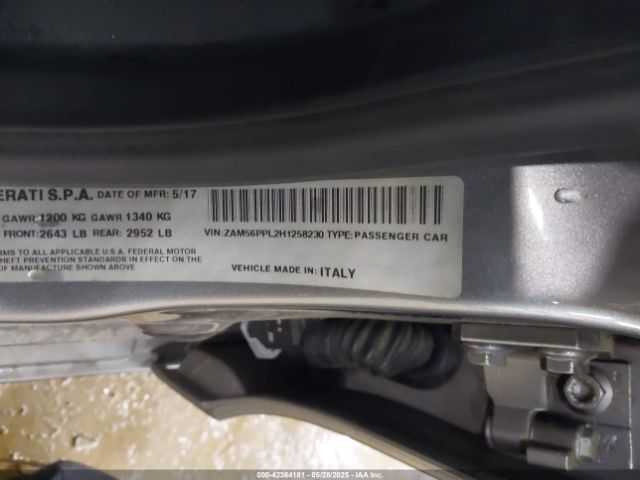 ERATI S.P.A. DATE OF MFR: 5/17
GAWR 1200 KG GAWR 1340 KG
FRONT: 2643 LB REAR: 2952 LB
RMS TO ALL APPLICABLE U.S.A. FEDERAL MOTOR
THEFT PREVENTION STANDARDS IN EFFECT ON THE
OF MANUFACTURE SHOWN ABOVE
VIN: ZAM56PPL2H1258230 TYPE: PASSENGER CAR
VEHICLE MADE IN: ITALY
000-42364181 — 05/28/2025 — IAA Inc.